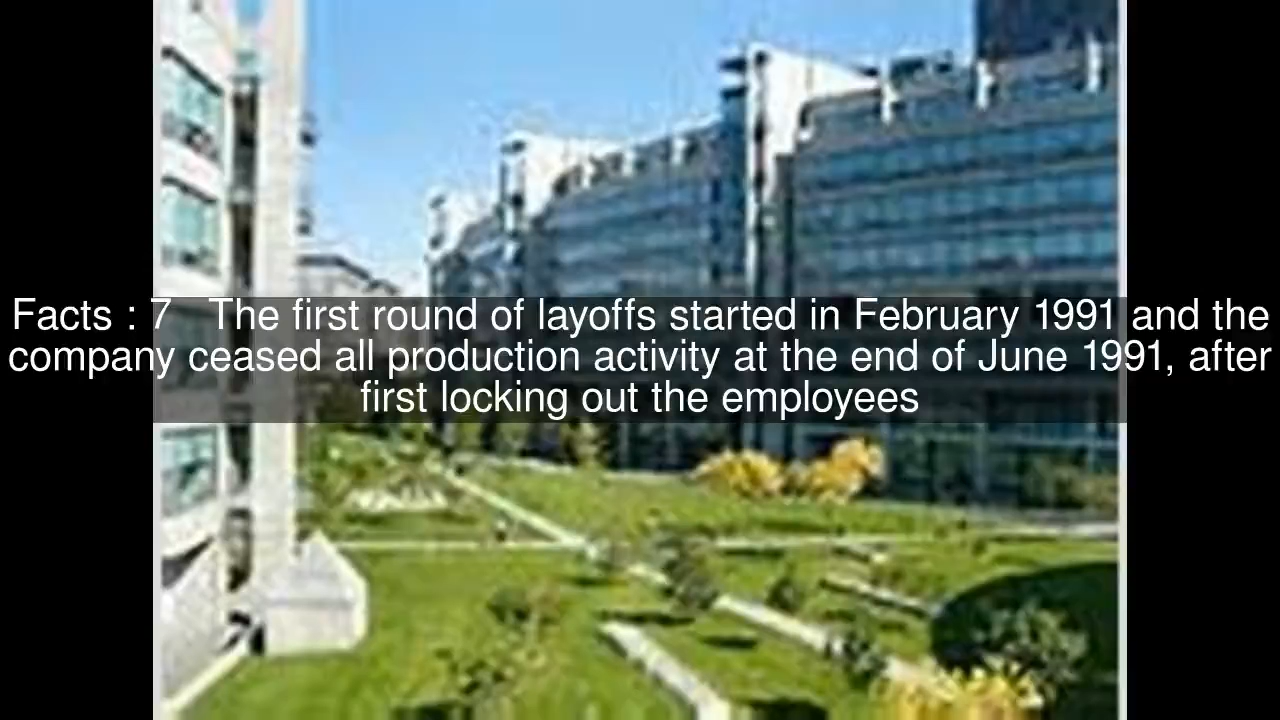 Facts : 7   The first round of layoffs started in February 1991 and the
company ceased all production activity at the end of June 1991, after
first locking out the employees